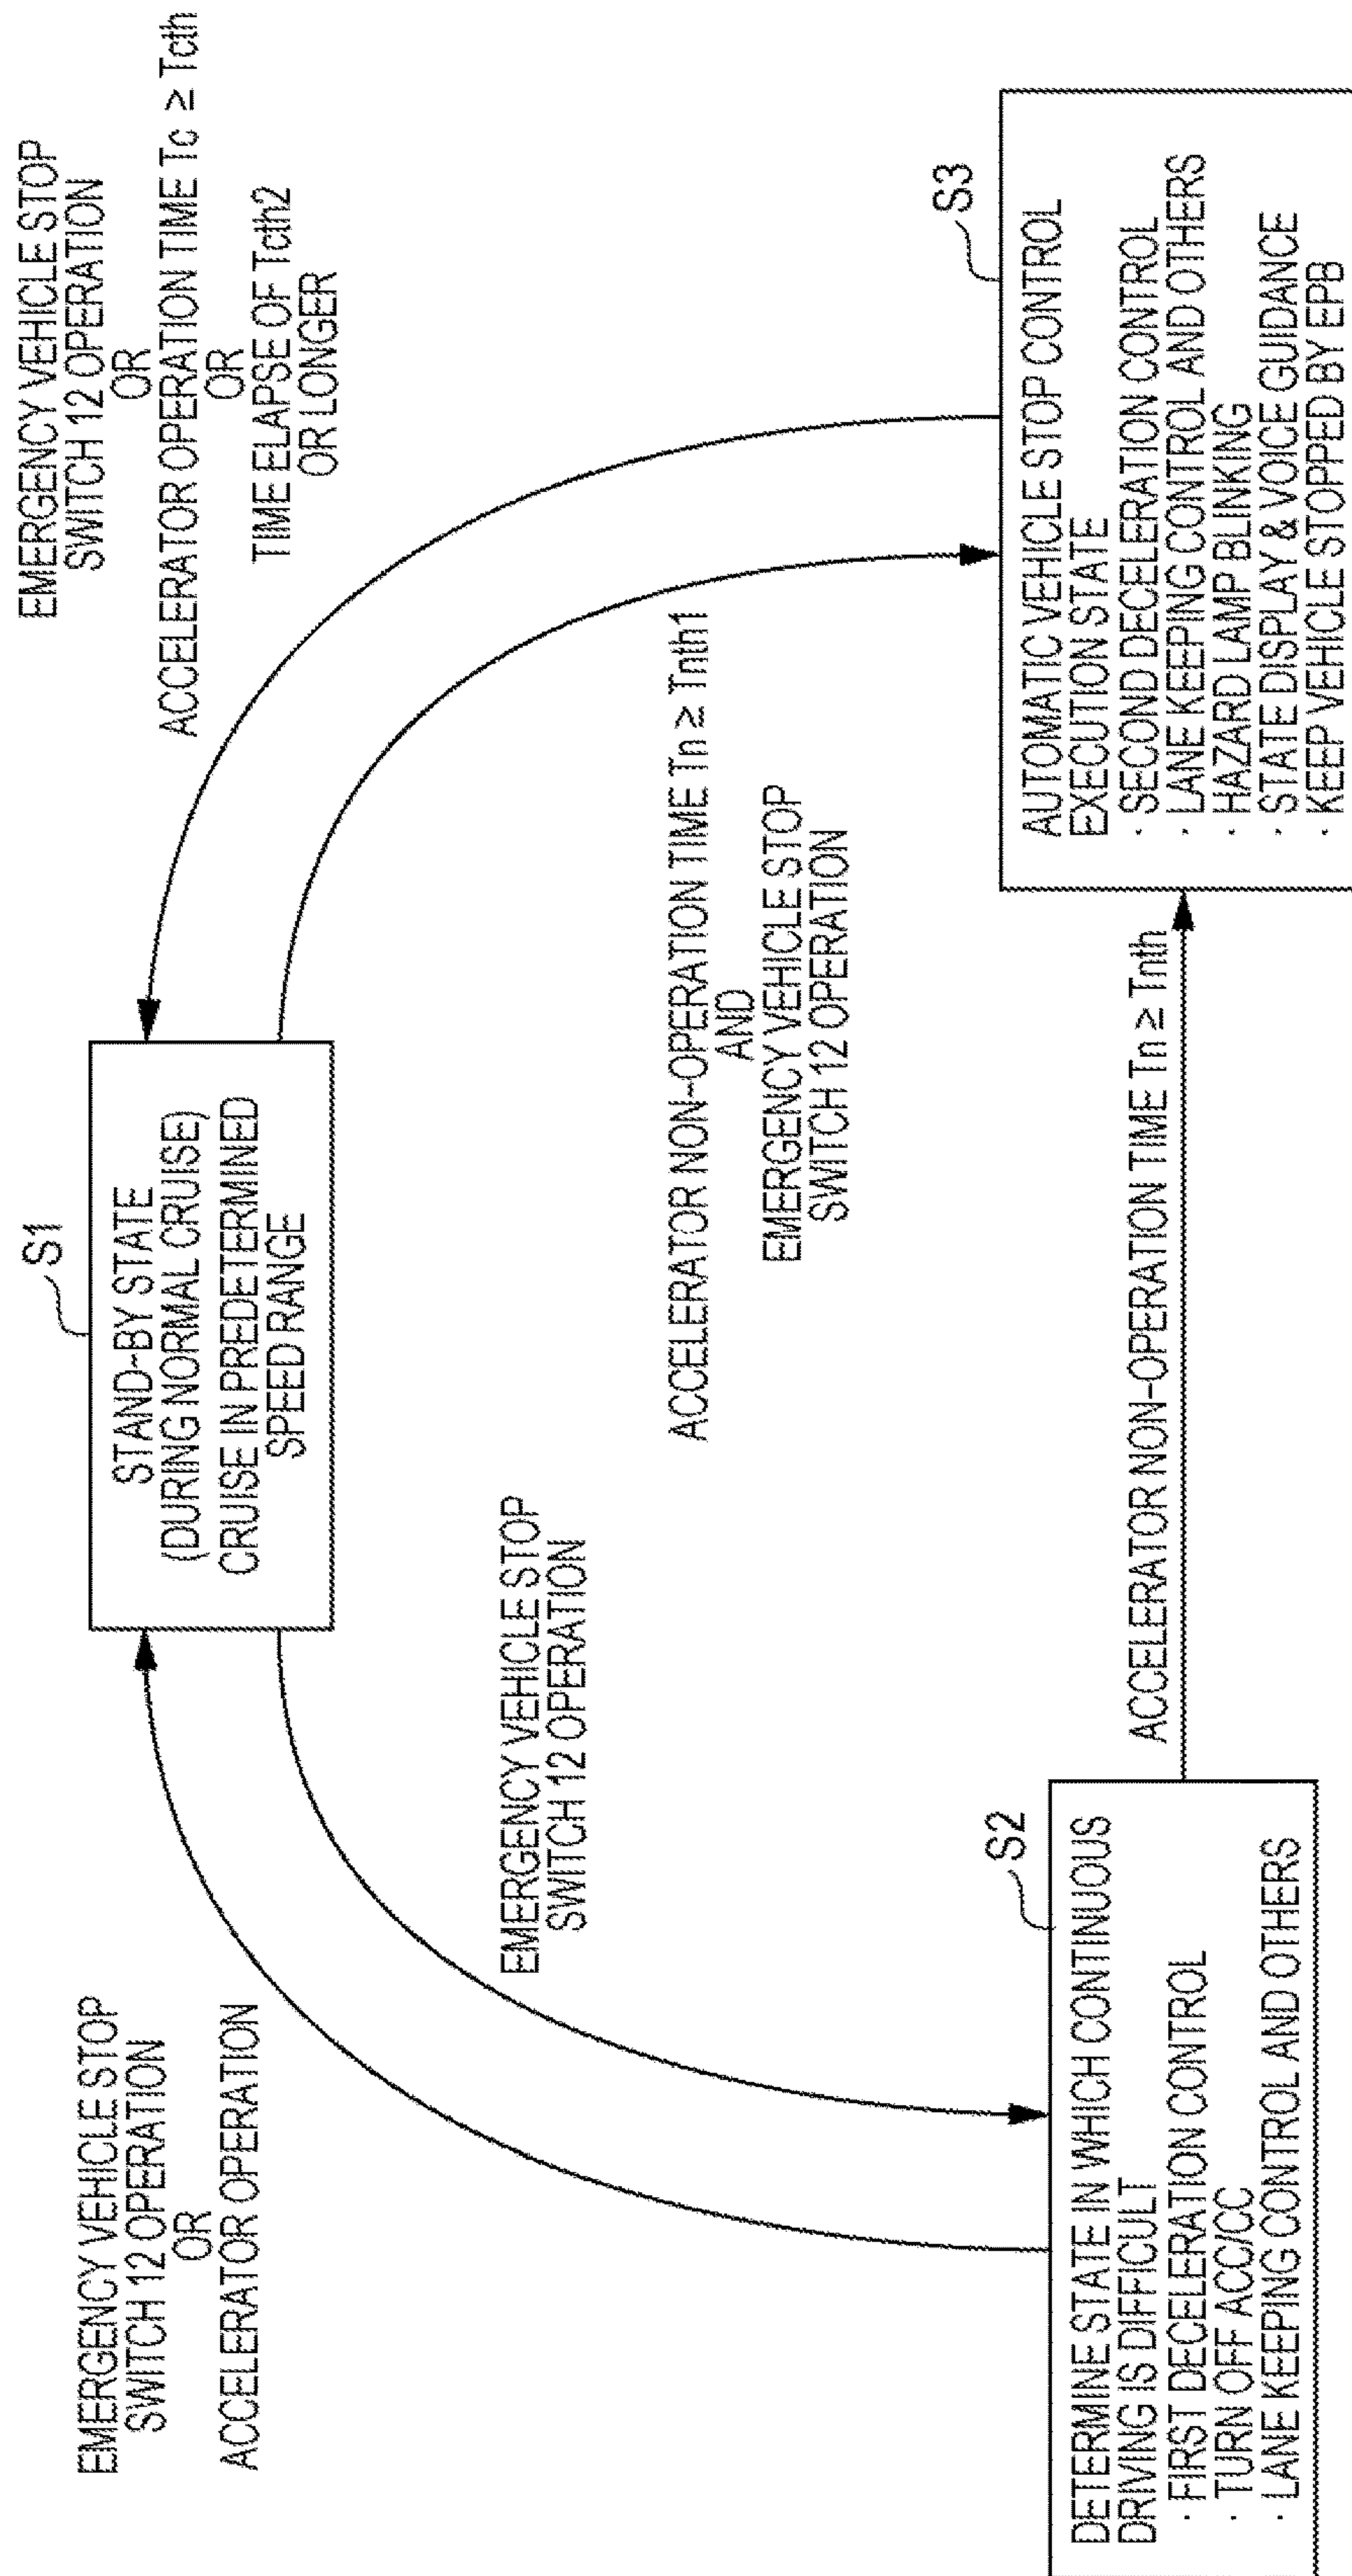 EMERGENCY VEHICLE STOP
SWITCH 12 OPERATION
OR
ACCELERATOR OPERATION
S1
STAND-BY STATE
(DURING NORMAL CRUISE)
CRUISE IN PREDETERMINED
SPEED RANGE
EMERGENCY VEHICLE STOP
SWITCH 12 OPERATION
OR
ACCELERATOR OPERATION TIME Tc ≥ Tcth
OR
TIME ELAPSE OF Tcth2
OR LONGER
EMERGENCY VEHICLE STOP
SWITCH 12 OPERATION
ACCELERATOR NON-OPERATION TIME Tn ≥ Tnth1
AND
EMERGENCY VEHICLE STOP
SWITCH 12 OPERATION
S2
DETERMINE STATE IN WHICH CONTINUOUS
DRIVING IS DIFFICULT
· FIRST DECELERATION CONTROL
· TURN OFF ACC/CC
· LANE KEEPING CONTROL AND OTHERS
ACCELERATOR NON-OPERATION TIME Tn ≥ Tnth
S3
AUTOMATIC VEHICLE STOP CONTROL
EXECUTION STATE
· SECOND DECELERATION CONTROL
· LANE KEEPING CONTROL AND OTHERS
· HAZARD LAMP BLINKING
· STATE DISPLAY & VOICE GUIDANCE
· KEEP VEHICLE STOPPED BY EPB